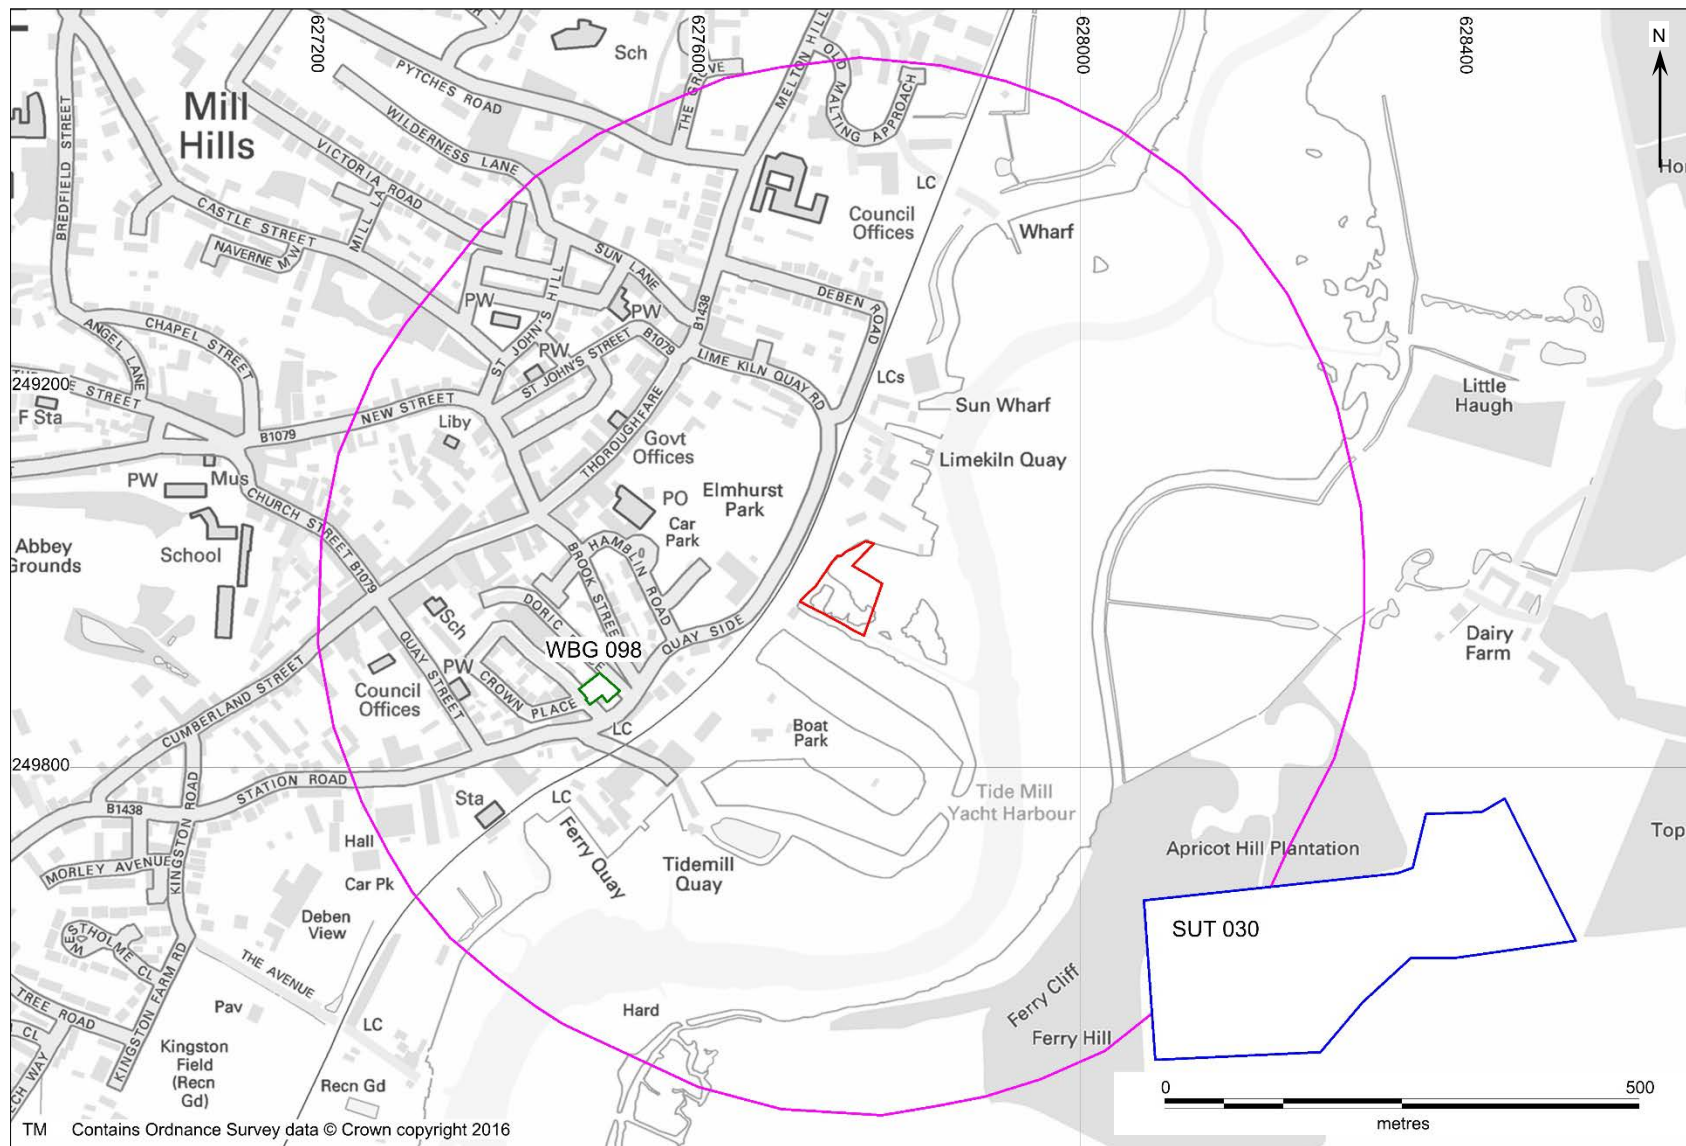 627200
627600
628000
628400
N
Sch
PYTCHES ROAD
THE GROVE
MELTON HILL
OLD MALTING APPROACH
Mill
Hills
WILDERNESS LANE
BREDFIELD STREET
VICTORIA ROAD
MILL LA
CASTLE STREET
NAVERNE MW
LC
Council
Offices
Wharf
SUN LANE
ST JOHN'S HILL
PW
PW
B1438
DEBEN ROAD
CHAPEL STREET
ANGEL LANE
PW
ST JOHN'S STREET
B1079
LIME KILN QUAY RD
LCs
249200
STREET
F Sta
NEW STREET
B1079
Liby
THOROUGHFARE
Sun Wharf
Little
Haugh
Govt
Offices
Limekiln Quay
PW
Mus
CHURCH STREET
B1079
PO
Car
Park
Elmhurst
Park
Abbey
Grounds
School
HAMBLIN ROAD
BROOK STREET
DORIC
Sch
QUAY STREET
QUAY SIDE
WBG 098
PW
CROWN PLACE
Council
Offices
CUMBERLAND STREET
Dairy
Farm
LC
Boat
Park
249800
STATION ROAD
B1438
KINGSTON ROAD
Sta
LC
Tide Mill
Yacht Harbour
Hall
Ferry Quay
Apricot Hill Plantation
Top
MORLEY AVENUE
Car Pk
Tidemill
Quay
Deben
View
SUT 030
WESTHOLME CL
THE AVENUE
KINGSTON FARM RD
TREE ROAD
Pav
Hard
Ferry Cliff
LC
Ferry Hill
CL
Kingston
Field
(Recn
Gd)
Recn Gd
WAY
0 500
metres
TM Contains Ordnance Survey data © Crown copyright 2016